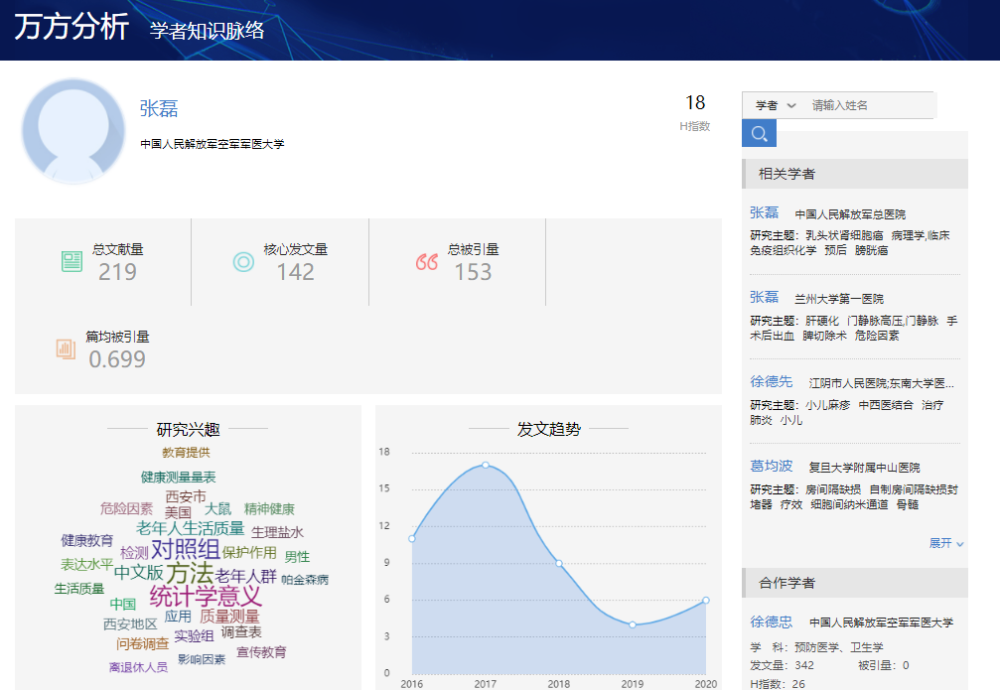 万方分析 学者知识脉络
张磊
中国人民解放军空军军医大学
18
H指数
总文献量
219
核心发文量
142
总被引量
153
篇均被引量
0.699
研究兴趣
教育提供
健康测量量表
西安市
危险因素 美国 大鼠 精神健康
老年人生活质量 生理盐水
健康教育 检测 对照组 保护作用 男性
表达水平 中文版 方法 老年人群 帕金森病
生活质量 统计学意义
中国 应用 质量测量
西安地区 实验组 调查表
问卷调查 影响因素 宣传教育
离退休人员
发文趋势
18
15
12
9
6
3
0
2016 2017 2018 2019 2020
学者 请输入姓名
相关学者
张磊 中国人民解放军总医院
研究主题：乳头状肾细胞癌 病理学,临床
免疫组织化学 预后 膀胱癌
张磊 兰州大学第一医院
研究主题：肝硬化 门静脉高压,门静脉 手
术后出血 脾切除术 危险因素
徐德先 江阴市人民医院;东南大学医...
研究主题：小儿麻疹 中西医结合 治疗
肺炎 小儿
葛均波 复旦大学附属中山医院
研究主题：房间隔缺损 自制房间隔缺损封
堵器 疗效 细胞间纳米通道 骨髓
展开
合作学者
徐德忠 中国人民解放军空军军医大学
学 科：预防医学、卫生学
发文量：342 被引量：0
H指数：26